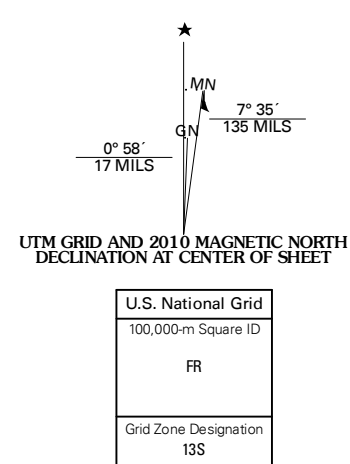 MN
7° 35´
135 MILS
GN
0° 58´
17 MILS
UTM GRID AND 2010 MAGNETIC NORTH
DECLINATION AT CENTER OF SHEET
U.S. National Grid
100,000-m Square ID
FR
Grid Zone Designation
13S